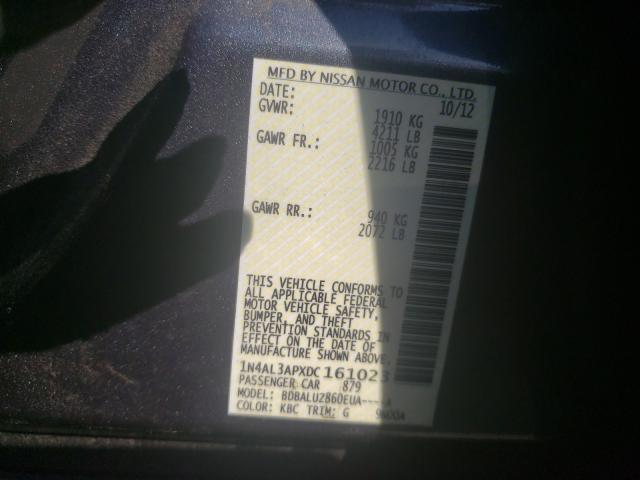 MFD BY NISSAN MOTOR CO., LTD.
DATE: 10/12
GVWR: 1910 KG
4211 LB
GAWR FR.: 1005 KG
2216 LB
GAWR RR.: 940 KG
2072 LB
THIS VEHICLE CONFORMS TO
ALL APPLICABLE FEDERAL
MOTOR VEHICLE SAFETY,
BUMPER, AND THEFT
PREVENTION STANDARDS IN
EFFECT ON THE DATE OF
MANUFACTURE SHOWN ABOVE.
1N4AL3APXDC161023
PASSENGER CAR 879
MODEL: BDBALUZ860EUA----A
COLOR: KBC TRIM: G